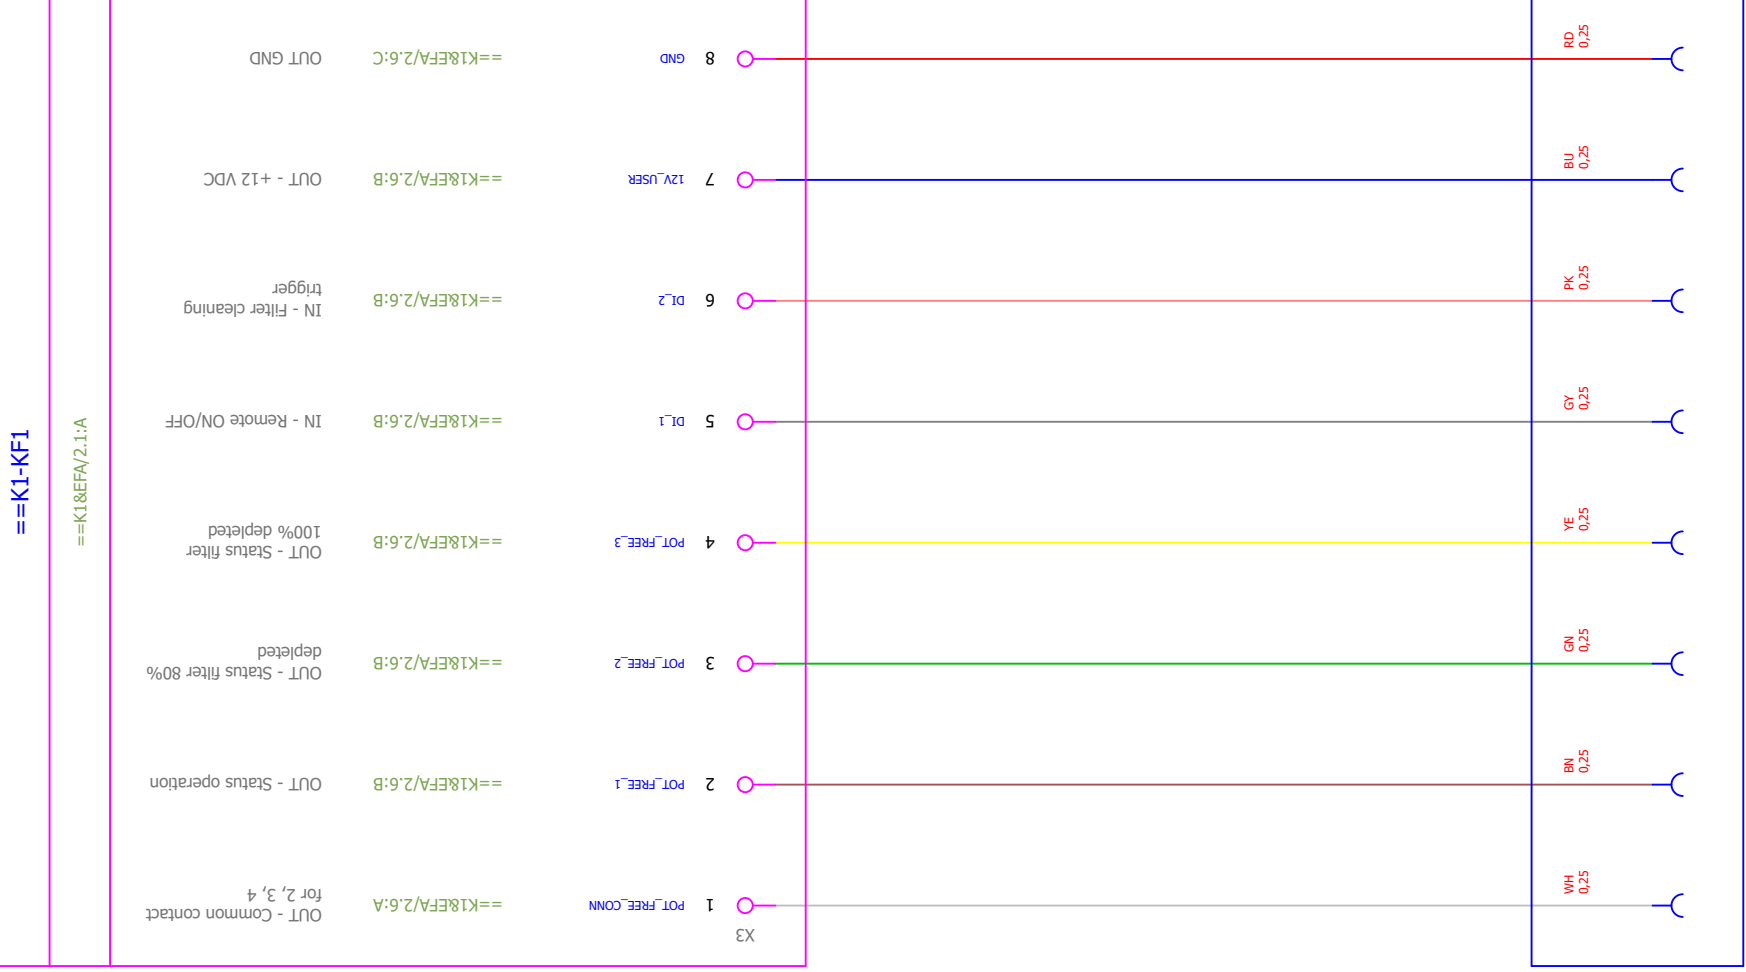 X3
WH
0,25
1
POT_FREE_CONN
==K1&EFA/2.6:A
OUT - Common contact
for 2, 3, 4
BN
0,25
2
POT_FREE_1
==K1&EFA/2.6:B
OUT - Status operation
GN
0,25
3
POT_FREE_2
==K1&EFA/2.6:B
OUT - Status filter 80%
depleted
YE
0,25
4
POT_FREE_3
==K1&EFA/2.6:B
OUT - Status filter
100% depleted
GY
0,25
5
DI_1
==K1&EFA/2.6:B
IN - Remote ON/OFF
PK
0,25
6
DI_2
==K1&EFA/2.6:B
IN - Filter cleaning
trigger
BU
0,25
7
12V_USER
==K1&EFA/2.6:B
OUT - +12 VDC
RD
0,25
8
GND
==K1&EFA/2.6:C
OUT GND
==K1&EFA/2.1:A
==K1-KF1